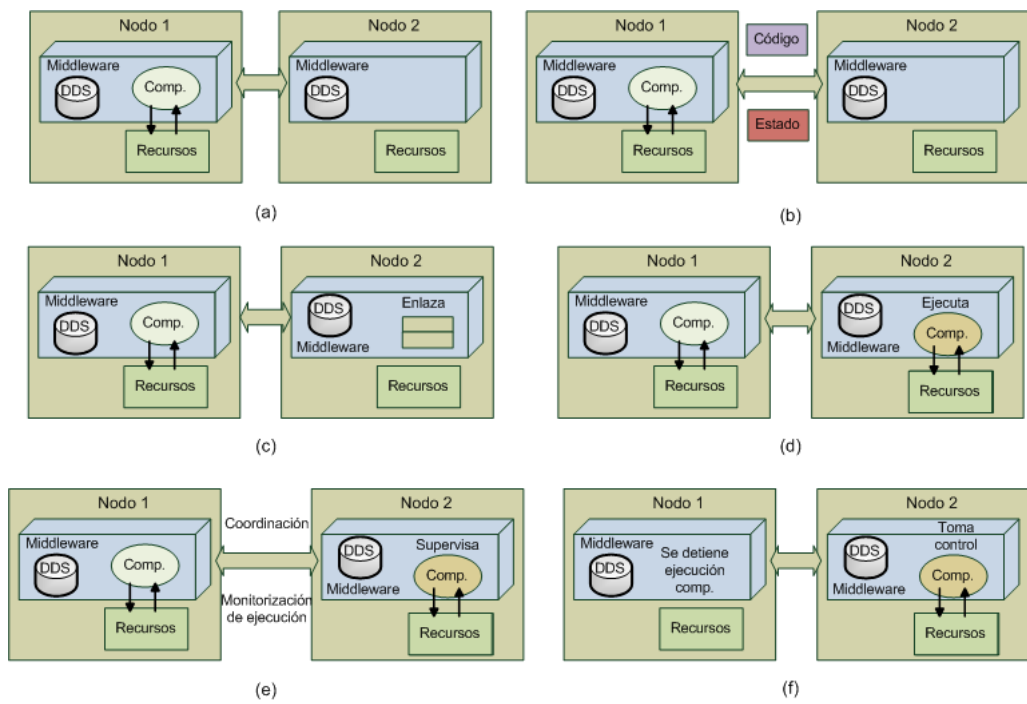 Nodo 1
Nodo 2
Middleware
Middleware
DDS
Comp.
DDS
Recursos
Recursos
(a)
Nodo 1
Código
Nodo 2
Middleware
Middleware
DDS
Comp.
DDS
Estado
Recursos
Recursos
(b)
Nodo 1
Nodo 2
Middleware
DDS
Enlaza
DDS
Comp.
Middleware
Recursos
Recursos
(c)
Nodo 1
Nodo 2
Middleware
DDS
Ejecuta
DDS
Comp.
Middleware
Comp.
Recursos
Recursos
(d)
Nodo 1
Nodo 2
Coordinación
Middleware
DDS
Supervisa
DDS
Comp.
Middleware
Comp.
Monitorización
de ejecución
Recursos
Recursos
(e)
Nodo 1
Nodo 2
Toma
control
Middleware
Se detiene
ejecución
comp.
DDS
DDS
Middleware
Comp.
Recursos
Recursos
(f)